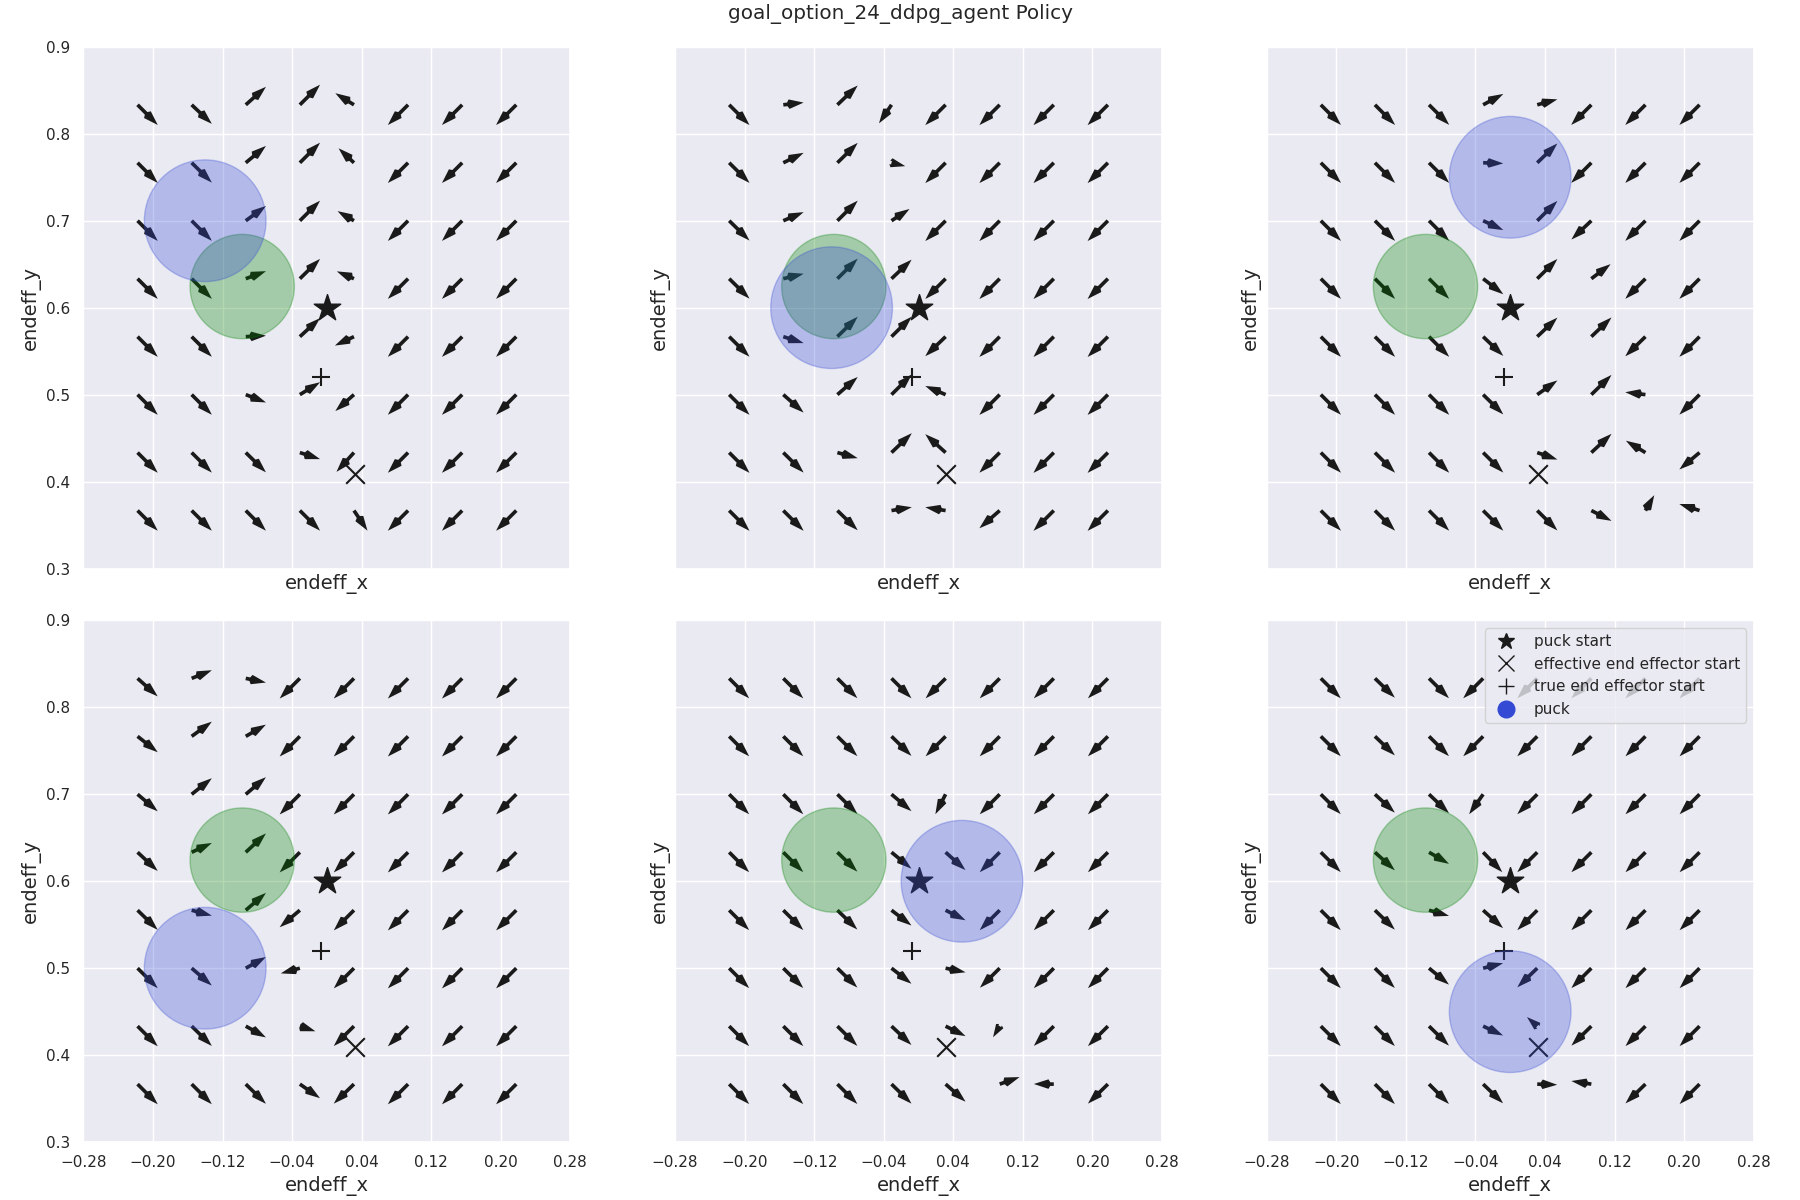 goal_option_24_ddpg_agent Policy
0.9
0.8
0.7
0.6
0.5
0.4
0.3
endeff_y
endeff_x
endeff_y
endeff_x
endeff_y
endeff_x
0.9
0.8
0.7
0.6
0.5
0.4
0.3
endeff_y
−0.28 −0.20 −0.12 −0.04 0.04 0.12 0.20 0.28
endeff_x
endeff_y
−0.28 −0.20 −0.12 −0.04 0.04 0.12 0.20 0.28
endeff_x
endeff_y
puck start
effective end effector start
true end effector start
puck
−0.28 −0.20 −0.12 −0.04 0.04 0.12 0.20 0.28
endeff_x